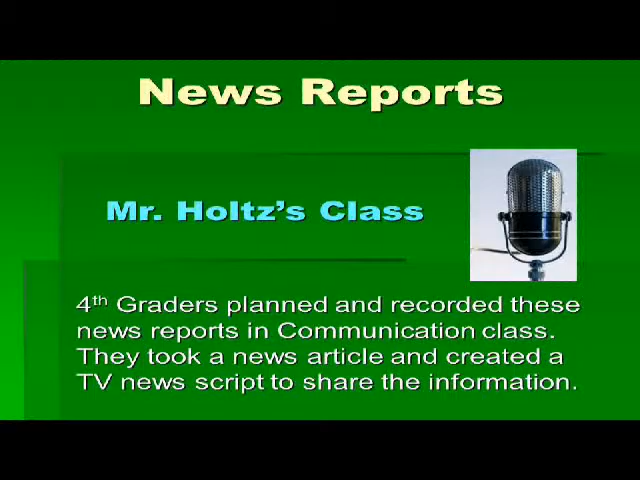 News Reports
Mr. Holtz's Class
4th Graders planned and recorded these
news reports in Communication class.
They took a news article and created a
TV news script to share the information.